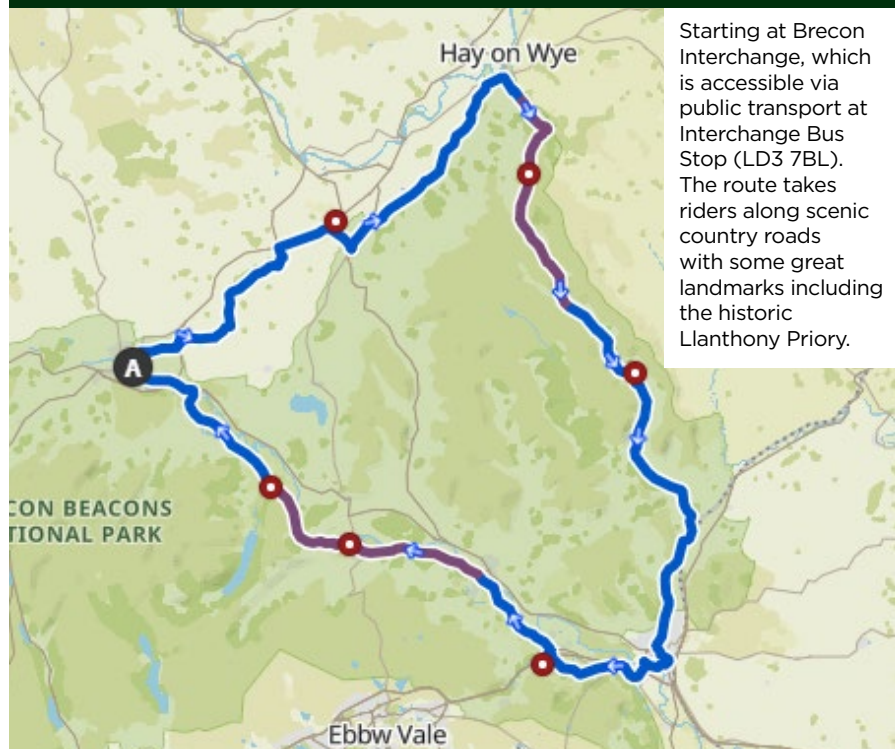 Hay on Wye
Starting at Brecon
Interchange, which
is accessible via
public transport at
Interchange Bus
Stop (LD3 7BL).
The route takes
riders along scenic
country roads
with some great
landmarks including
the historic
Llanthony Priory.
A
CON BEACONS
TIONAL PARK
Ebbw Vale